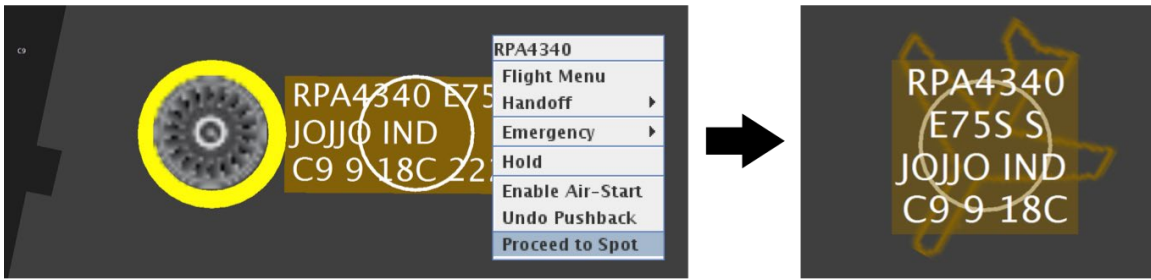 C9
RPA4340 E75
JOJJO IND
C9 9 18C 22
RPA4340
Flight Menu
Handoff
Emergency
Hold
Enable Air-Start
Undo Pushback
Proceed to Spot
RPA4340
E75S S
JOJJO IND
C9 9 18C